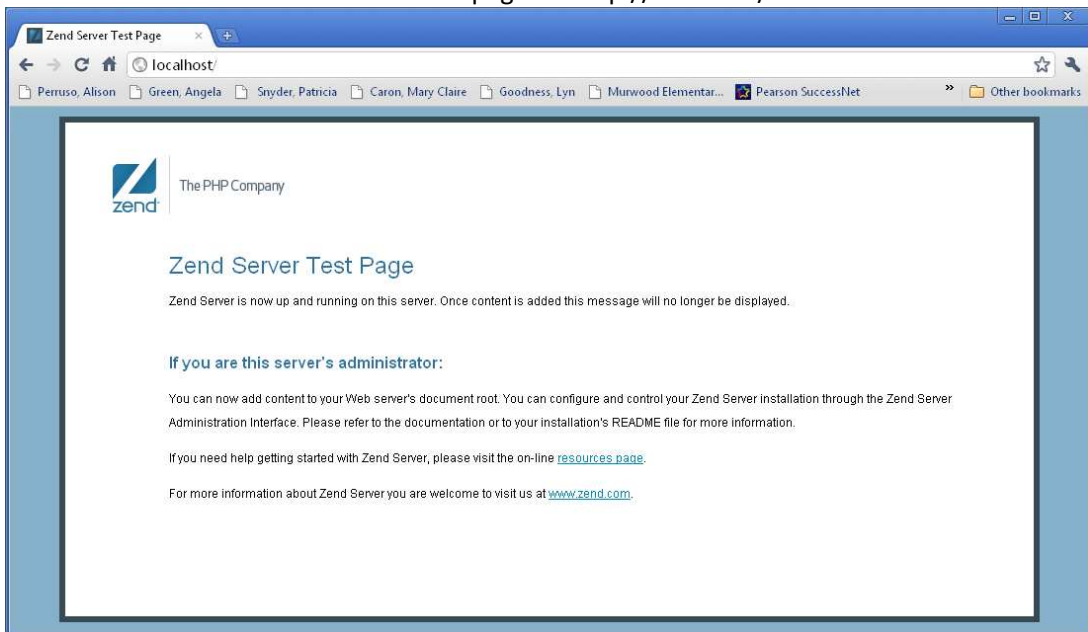 Zend Server Test Page
localhost/
Perruso, Alison Green, Angela Snyder, Patricia Caron, Mary Claire Goodness, Lyn Murwood Elementar... Pearson SuccessNet » Other bookmarks
zend The PHP Company
Zend Server Test Page
Zend Server is now up and running on this server. Once content is added this message will no longer be displayed.
If you are this server's administrator:
You can now add content to your Web server's document root. You can configure and control your Zend Server installation through the Zend Server
Administration Interface. Please refer to the documentation or to your installation's README file for more information.
If you need help getting started with Zend Server, please visit the on-line resources page.
For more information about Zend Server you are welcome to visit us at www.zend.com.